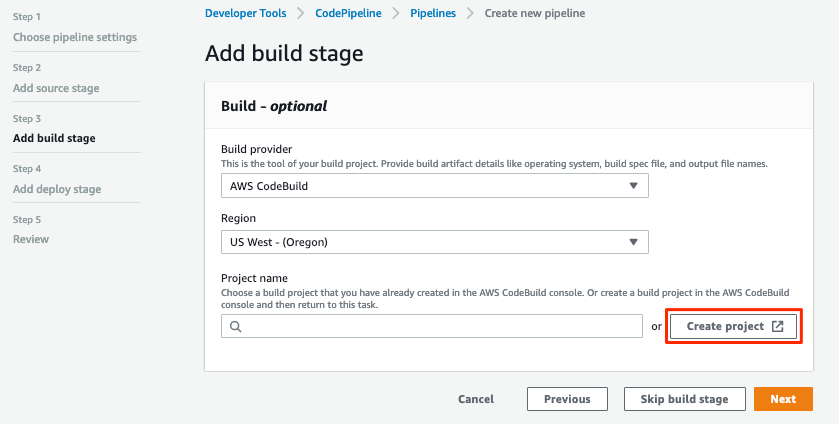 Step 1
Choose pipeline settings
Step 2
Add source stage
Step 3
Add build stage
Step 4
Add deploy stage
Step 5
Review
Developer Tools > CodePipeline > Pipelines > Create new pipeline
Add build stage
Build - optional
Build provider
This is the tool of your build project. Provide build artifact details like operating system, build spec file, and output file names.
AWS CodeBuild
Region
US West - (Oregon)
Project name
Choose a build project that you have already created in the AWS CodeBuild console. Or create a build project in the AWS CodeBuild
console and then return to this task.
or Create project
Cancel Previous Skip build stage Next